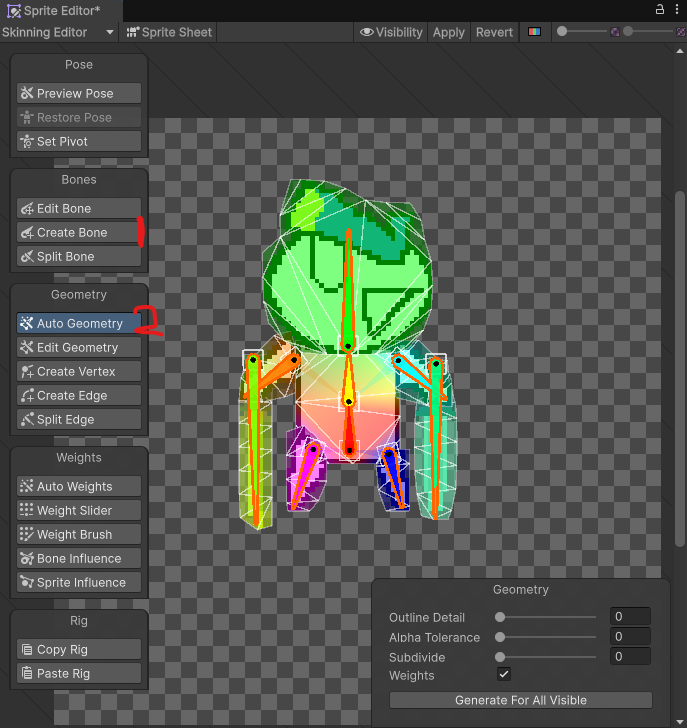 Sprite Editor*
Skinning Editor Sprite Sheet Visibility Apply Revert
Pose
Preview Pose
Restore Pose
Set Pivot
Bones
Edit Bone
Create Bone
Split Bone
Geometry
Auto Geometry 2
Edit Geometry
Create Vertex
Create Edge
Split Edge
Weights
Auto Weights
Weight Slider
Weight Brush
Bone Influence
Sprite Influence
Rig
Copy Rig
Paste Rig
Geometry
Outline Detail 0
Alpha Tolerance 0
Subdivide 0
Weights
Generate For All Visible